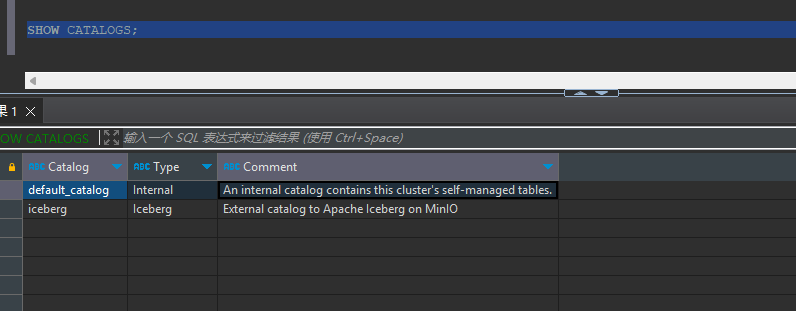 SHOW CATALOGS;
果 1
OW CATALOGS 输入一个 SQL 表达式来过滤结果 (使用 Ctrl+Space)
ABC Catalog ABC Type ABC Comment
default_catalog Internal An internal catalog contains this cluster's self-managed tables.
iceberg Iceberg External catalog to Apache Iceberg on MinIO